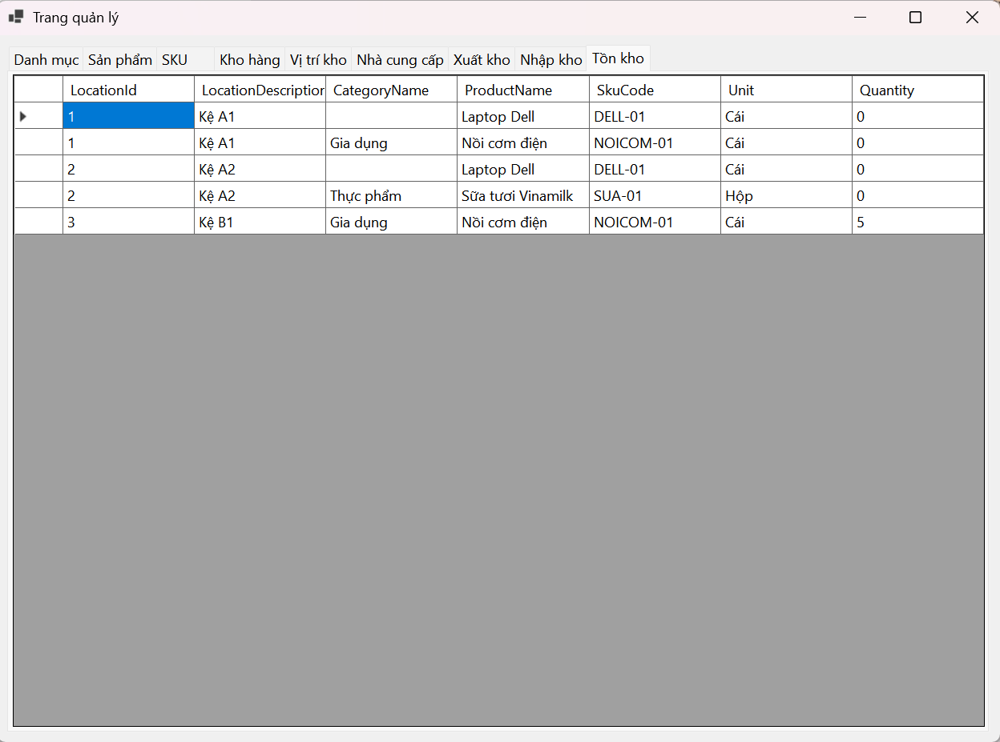 Trang quản lý
Danh mục Sản phẩm SKU Kho hàng Vị trí kho Nhà cung cấp Xuất kho Nhập kho Tồn kho
LocationId LocationDescription CategoryName ProductName SkuCode Unit Quantity
1 Kệ A1 Laptop Dell DELL-01 Cái 0
1 Kệ A1 Gia dụng Nồi cơm điện NOICOM-01 Cái 0
2 Kệ A2 Laptop Dell DELL-01 Cái 0
2 Kệ A2 Thực phẩm Sữa tươi Vinamilk SUA-01 Hộp 0
3 Kệ B1 Gia dụng Nồi cơm điện NOICOM-01 Cái 5